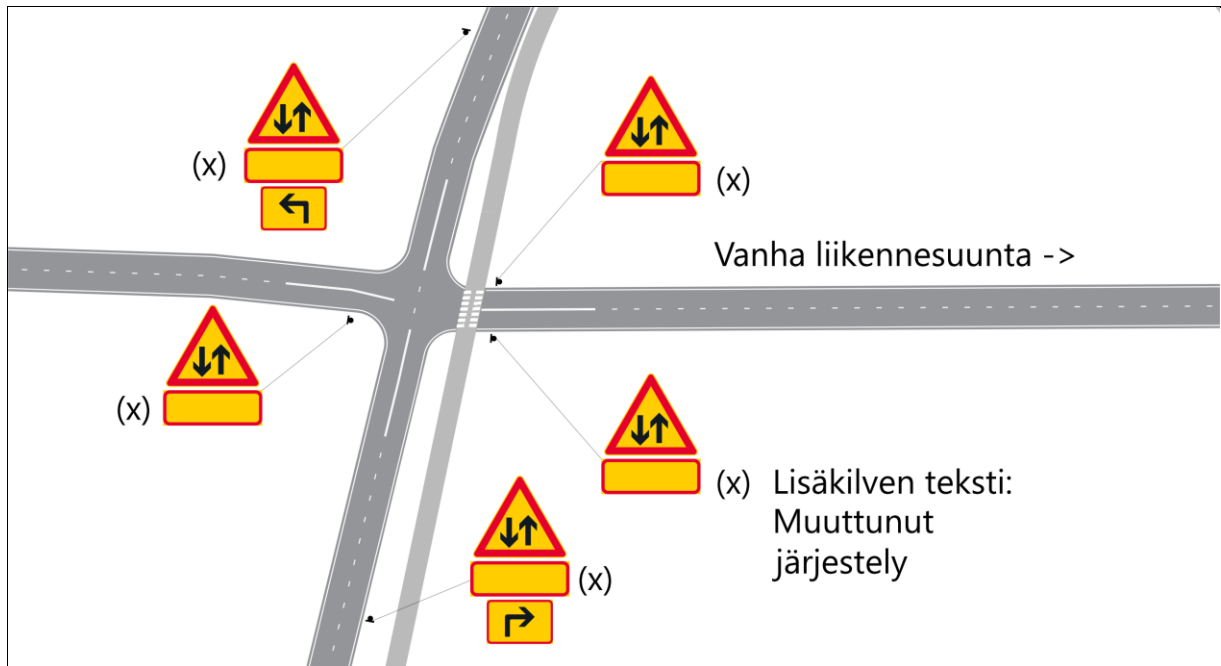 (x)
(x)
Vanha liikennesuunta ->
(x)
(x) Lisäkilven teksti:
Muuttunut
järjestely
(x)